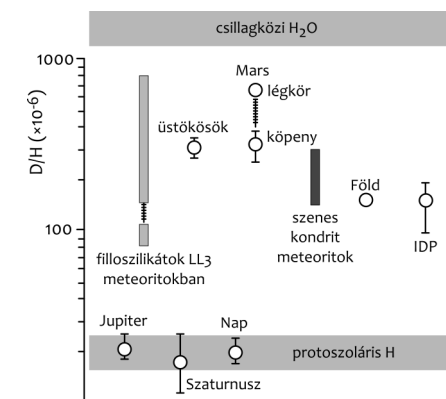 csillagközi H₂O
1000
Mars
légkör
D/H (×10⁻⁶)
üstökösök
köpeny
Föld
szenes
kondrit
meteoritok
100
filloszilikátok LL3
meteoritokban
IDP
Jupiter
Nap
protoszoláris H
Szaturnusz